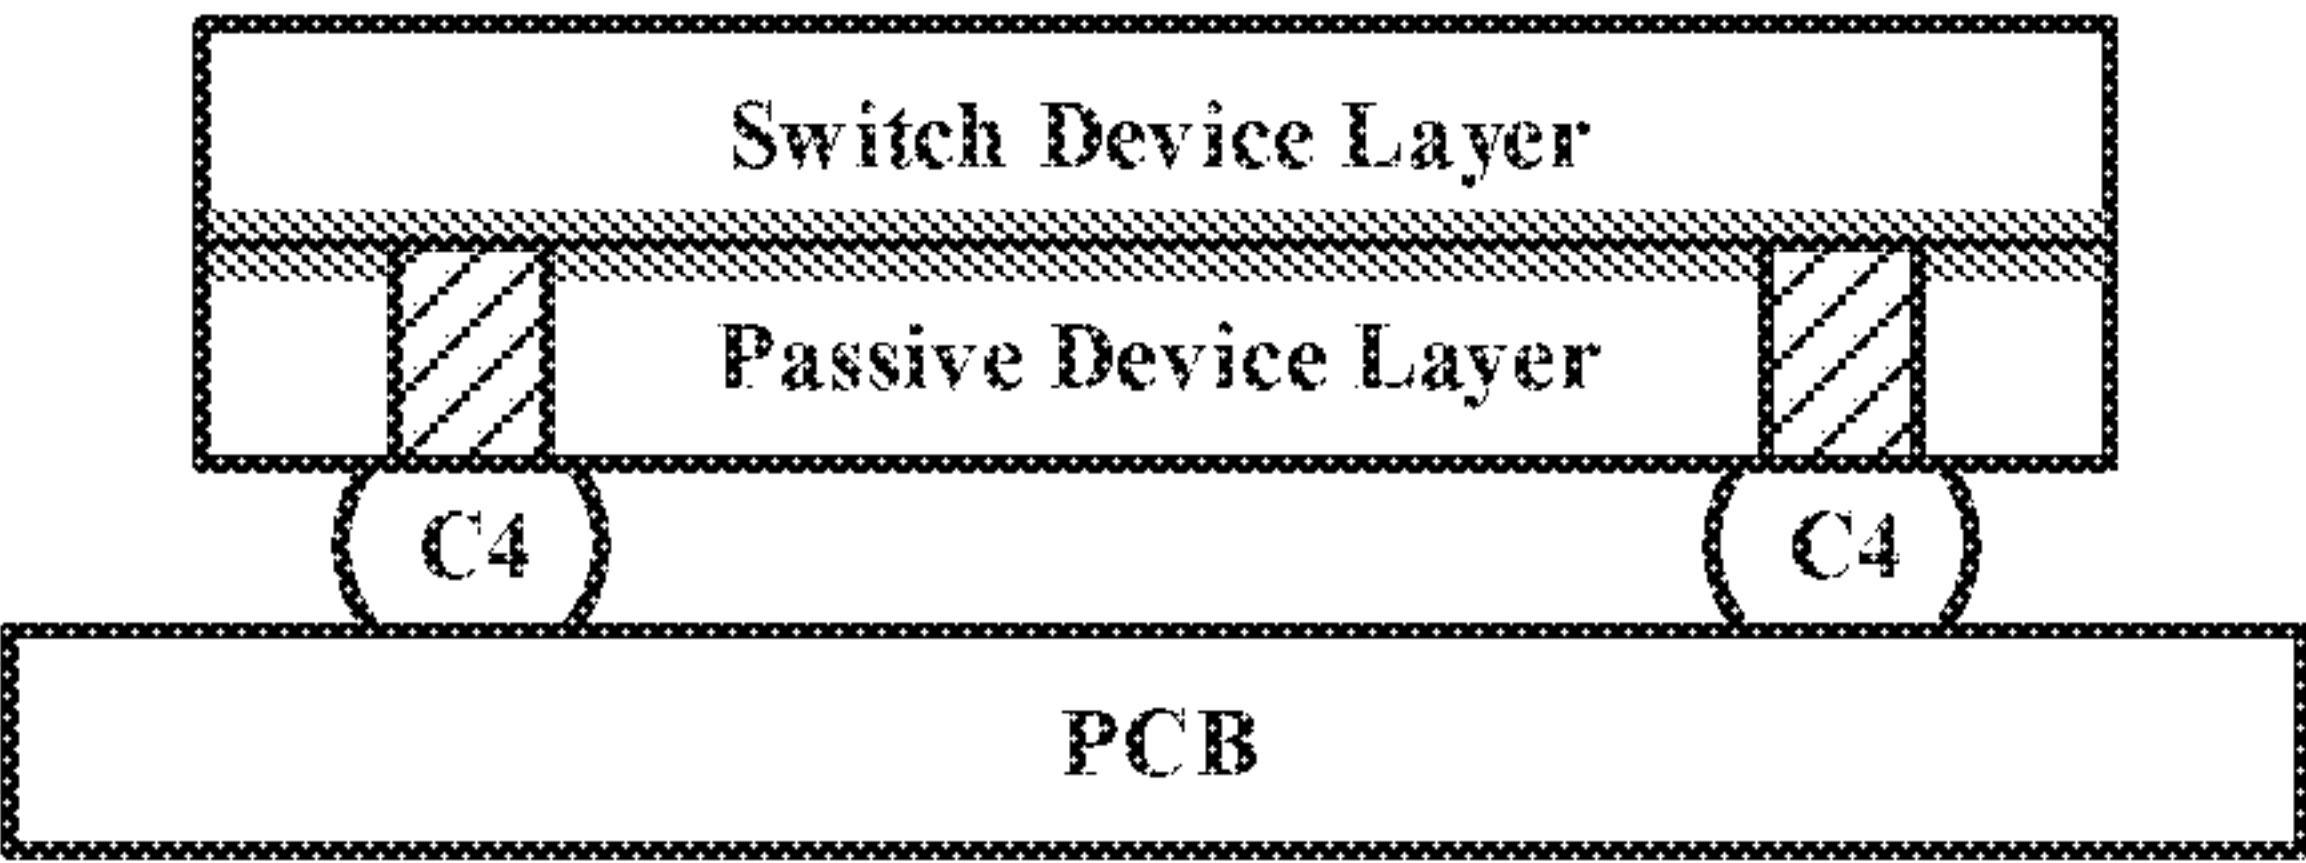 Switch Device Layer
Passive Device Layer
C4 C4
PCB